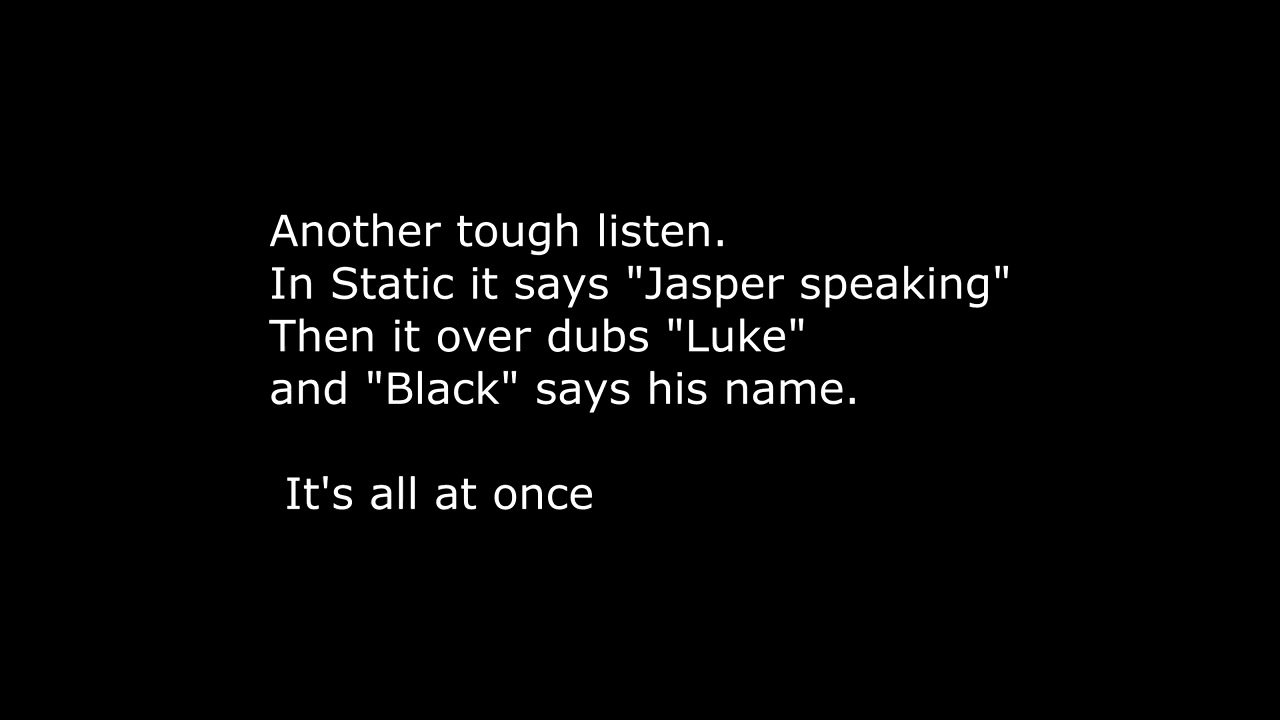 Another tough listen.
In Static it says "Jasper speaking"
Then it over dubs "Luke"
and "Black" says his name.
It's all at once